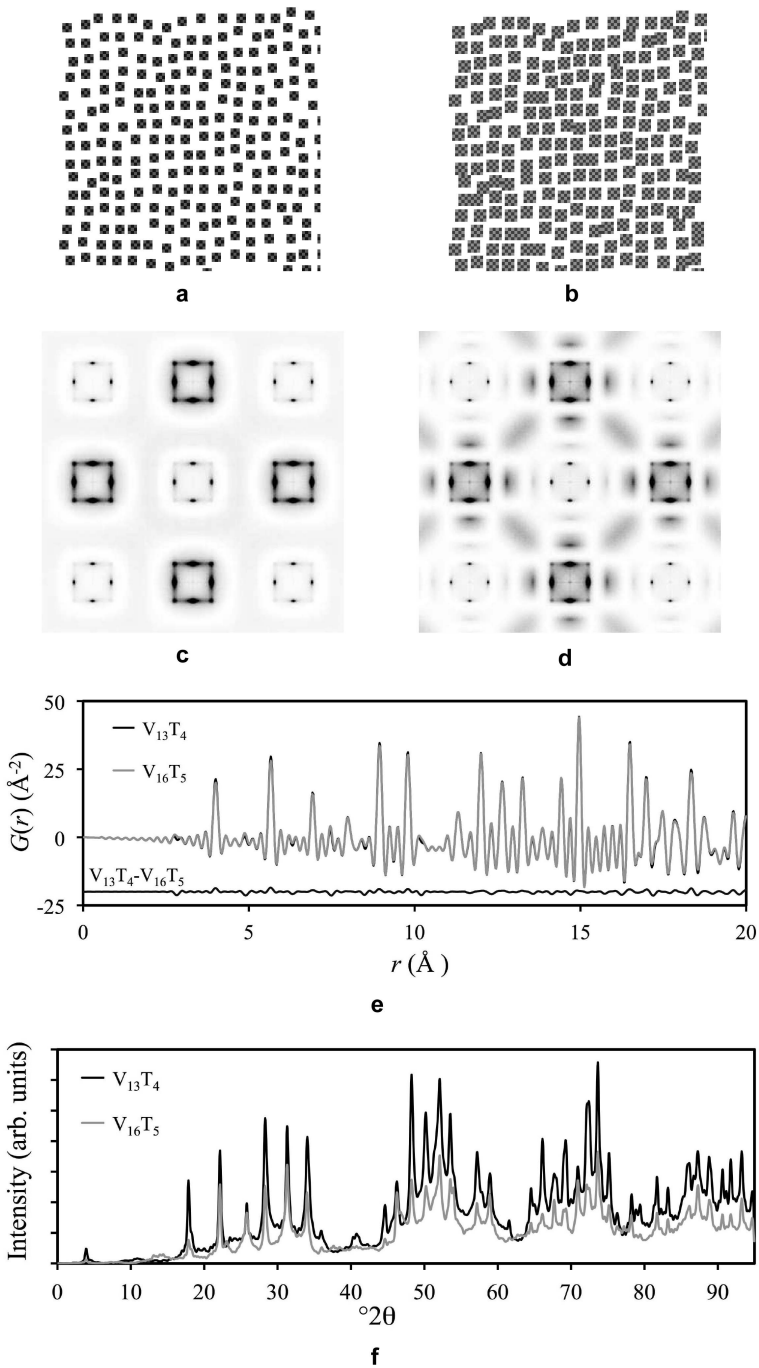 a b
c d
50
25
0
-25
G(r) (Å-2)
V13T4
V16T5
V13T4-V16T5
0 5 10 15 20
r (Å )
e
Intensity (arb. units)
V13T4
V16T5
0 10 20 30 40 50 60 70 80 90
°2θ
f